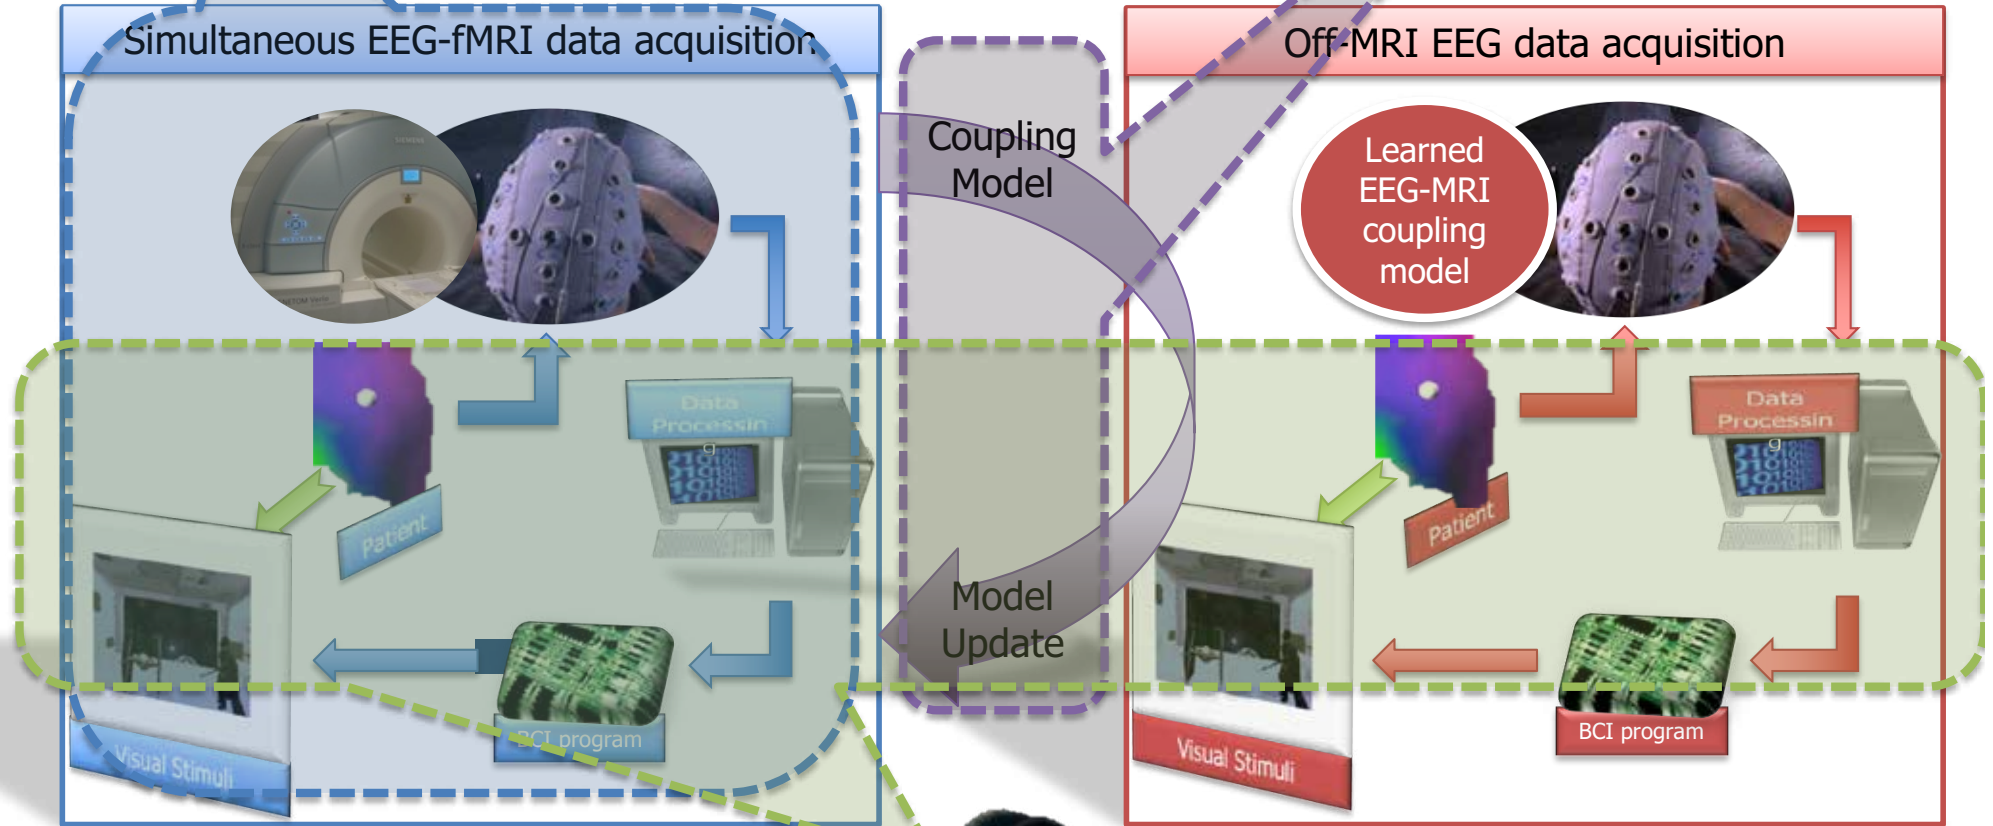 Simultaneous EEG-fMRI data acquisition
Off-MRI EEG data acquisition
SIEMENS
Coupling
Model
Learned
EEG-MRI
coupling
model
Data
Processin
g
Patient
Model
Update
BCI program
Visual Stimuli
Data
Processin
g
Patient
BCI program
Visual Stimuli